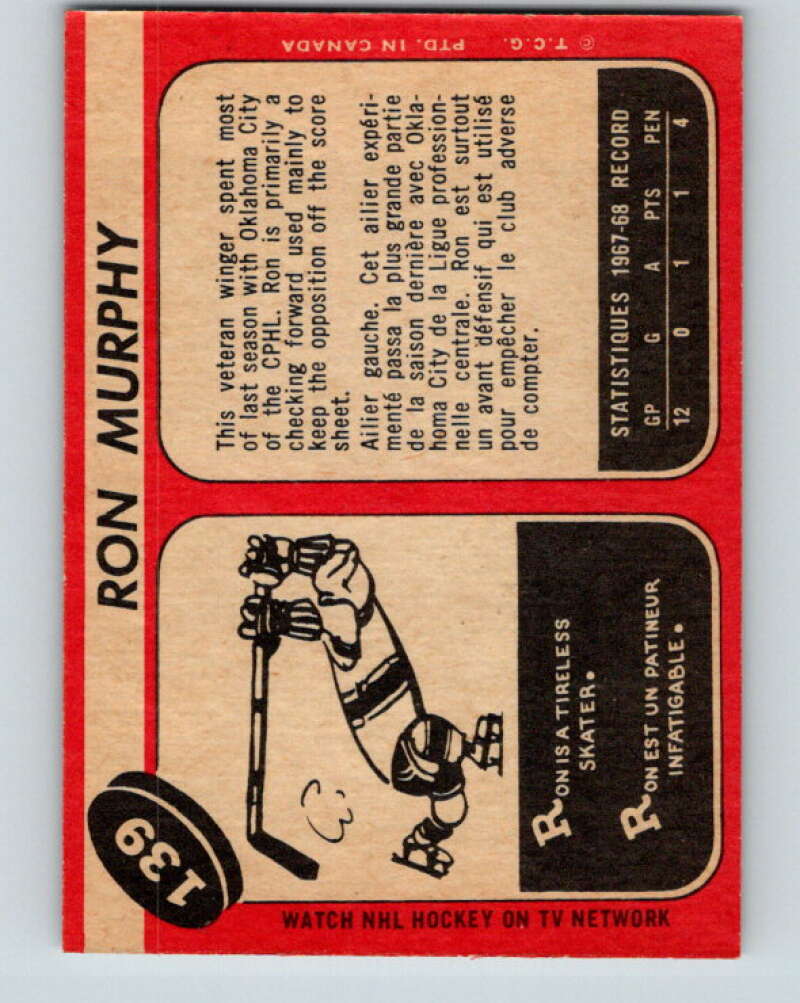 139
RON MURPHY
This veteran winger spent most
of last season with Oklahoma City
of the CPHL. Ron is primarily a
checking forward used mainly to
keep the opposition off the score
sheet.
Ailier gauche. Cet ailier expéri-
menté passa la plus grande partie
de la saison dernière avec Okla-
homa City de la Ligue profession-
nelle centrale. Ron est surtout
un avant défensif qui est utilisé
pour empêcher le club adverse
de compter.
STATISTIQUES 1967-68 RECORD
GP G A PTS PEN
12 0 1 1 4
RON IS A TIRELESS
SKATER.
RON EST UN PATINEUR
INFATIGABLE.
WATCH NHL HOCKEY ON TV NETWORK
© T.C.G. PTD. IN CANADA